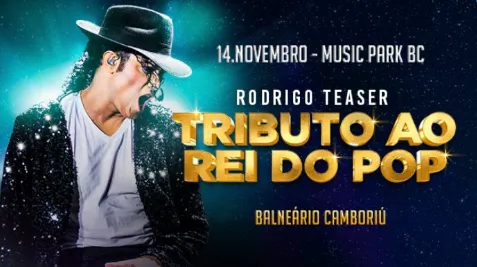 14.NOVEMBRO - MUSIC PARK BC
RODRIGO TEASER
TRIBUTO AO
REI DO POP
BALNEÁRIO CAMBORIÚ